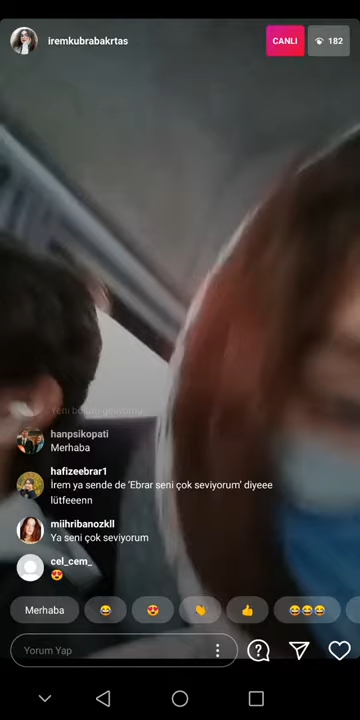 iremkubrabakrtas
CANLI
182
hanpsikopati
Merhaba
hafizeebrar1
İrem ya sende de 'Ebrar seni çok seviyorum' diyeee
lütfeeenn
miihribanozkll
Ya seni çok seviyorum
cel_cem_
😍
Merhaba 😂 😍 👏 👍 😂😂😂
Yorum Yap